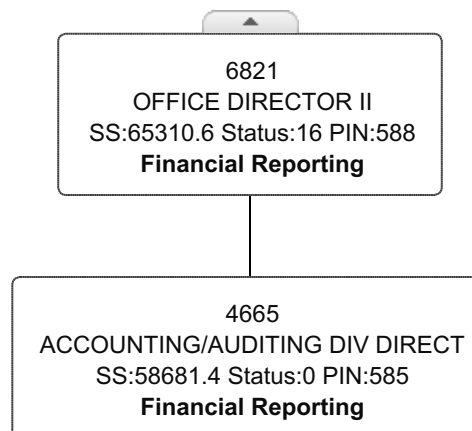 6821
OFFICE DIRECTOR II
SS:65310.6 Status:16 PIN:588
Financial Reporting
4665
ACCOUNTING/AUDITING DIV DIRECT
SS:58681.4 Status:0 PIN:585
Financial Reporting